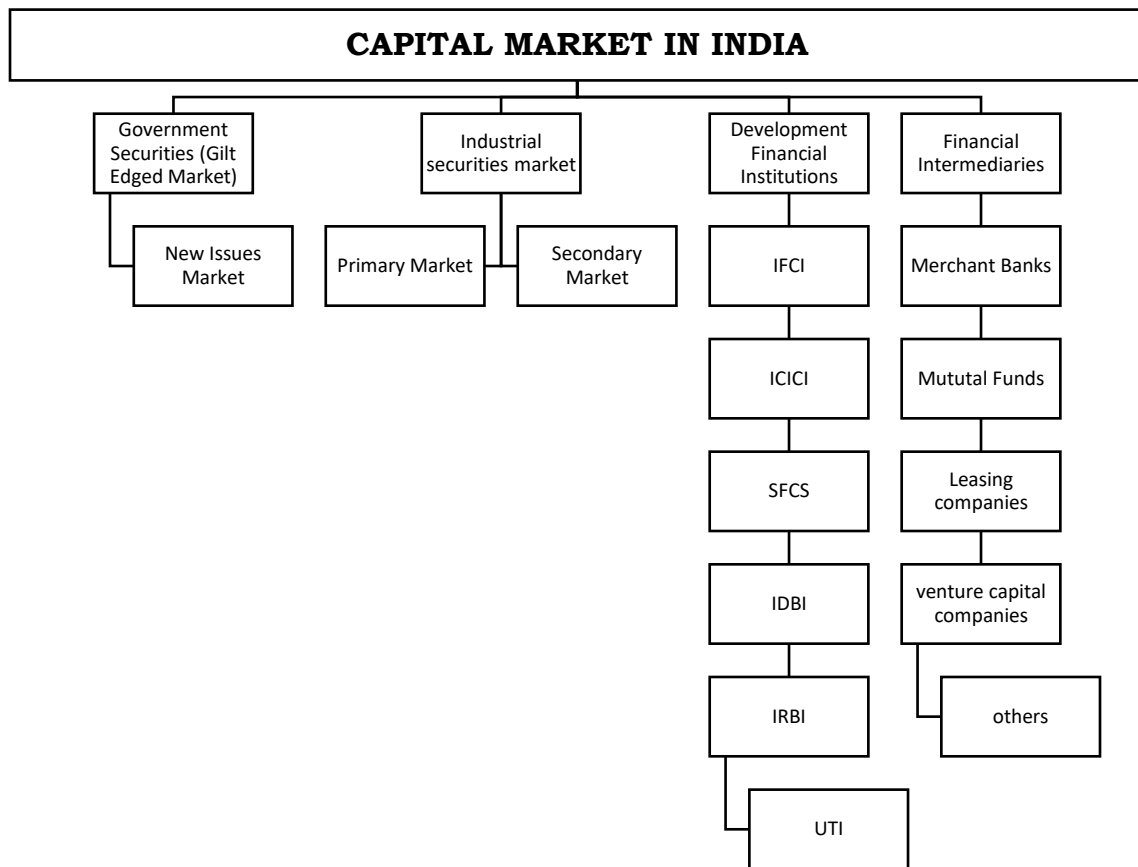 CAPITAL MARKET IN INDIA
Government
Securities (Gilt
Edged Market)
New Issues
Market
Industrial
securities market
Primary Market
Secondary
Market
Development
Financial
Institutions
IFCI
ICICI
SFCS
IDBI
IRBI
UTI
Financial
Intermediaries
Merchant Banks
Mututal Funds
Leasing
companies
venture capital
companies
others